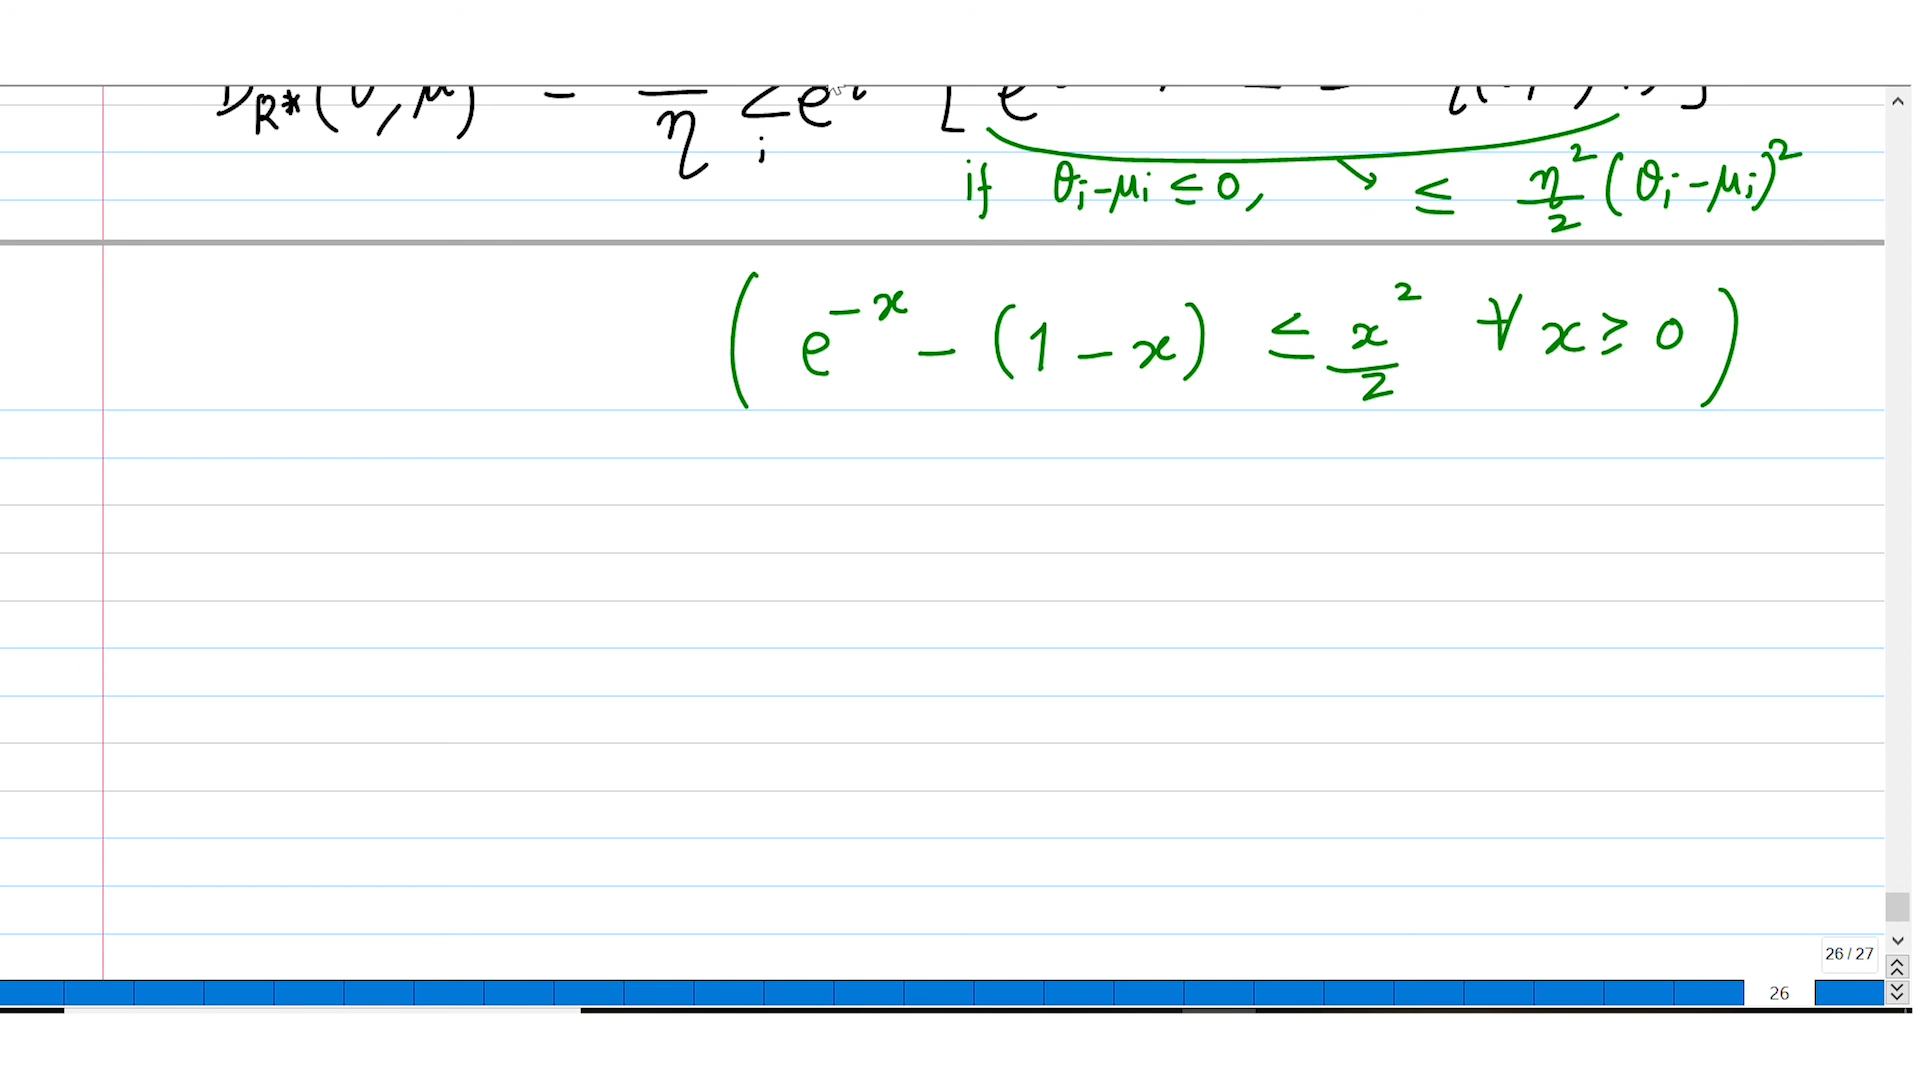 D_{R*}(θ, μ) = 1/η Σ_i e [e
if θ_i - μ_i ≤ 0, ≤ η²/2 (θ_i - μ_i)²
( e^{-x} - (1 - x) ≤ x²/2 ∀ x ≥ 0 )
26 / 27
26